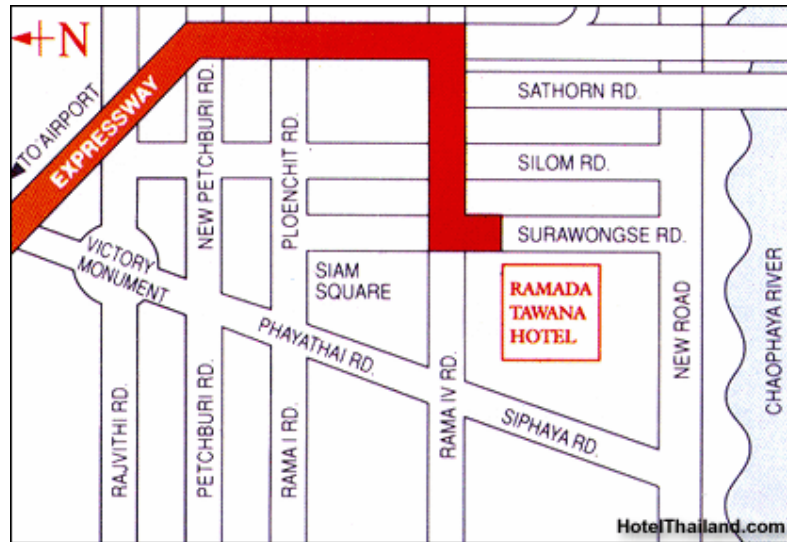 N
TO AIRPORT
EXPRESSWAY
NEW PETCHBURI RD.
PLOENCHIT RD.
SATHORN RD.
SILOM RD.
SURAWONGSE RD.
VICTORY
MONUMENT
SIAM
SQUARE
RAMADA
TAWANA
HOTEL
NEW ROAD
CHAOPHAYA RIVER
PHAYATHAI RD.
SIPHAYA RD.
RAJVITHI RD.
PETCHBURI RD.
RAMA I RD.
RAMA IV RD.
HotelThailand.com